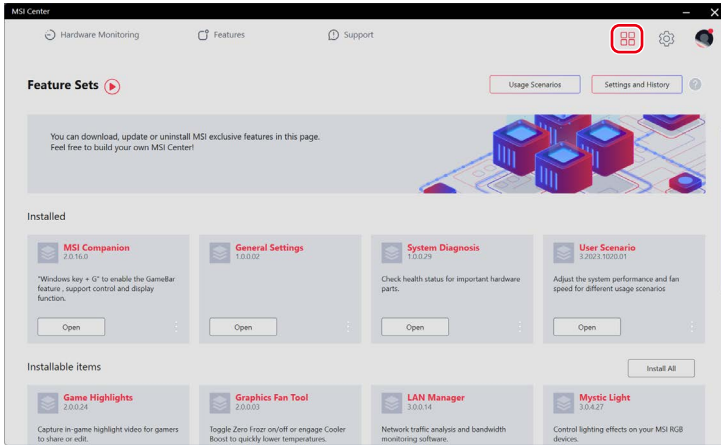 MSI Center
Hardware Monitoring
Features
Support
Feature Sets
Usage Scenarios
Settings and History
?
You can download, update or uninstall MSI exclusive features in this page.
Feel free to build your own MSI Center!
Installed
MSI Companion
2.0.16.0
"Windows key + G" to enable the GameBar
feature , support control and display
function.
Open
General Settings
1.0.0.02
Open
System Diagnosis
1.0.0.29
Check health status for important hardware
parts.
Open
User Scenario
3.2023.1020.01
Adjust the system performance and fan
speed for different usage scenarios
Open
Installable items
Install All
Game Highlights
2.0.0.24
Capture in-game highlight video for gamers
to share or edit.
Graphics Fan Tool
2.0.0.03
Toggle Zero Frozr on/off or engage Cooler
Boost to quickly lower temperatures.
LAN Manager
3.0.0.14
Network traffic analysis and bandwidth
monitoring software.
Mystic Light
3.0.4.27
Control lighting effects on your MSI RGB
devices.